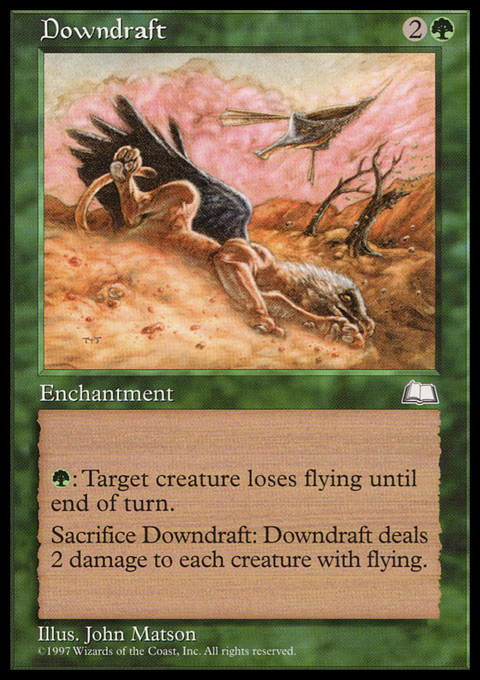 Downdraft 2
Enchantment
: Target creature loses flying until
end of turn.
Sacrifice Downdraft: Downdraft deals
2 damage to each creature with flying.
Illus. John Matson
©1997 Wizards of the Coast, Inc. All rights reserved.